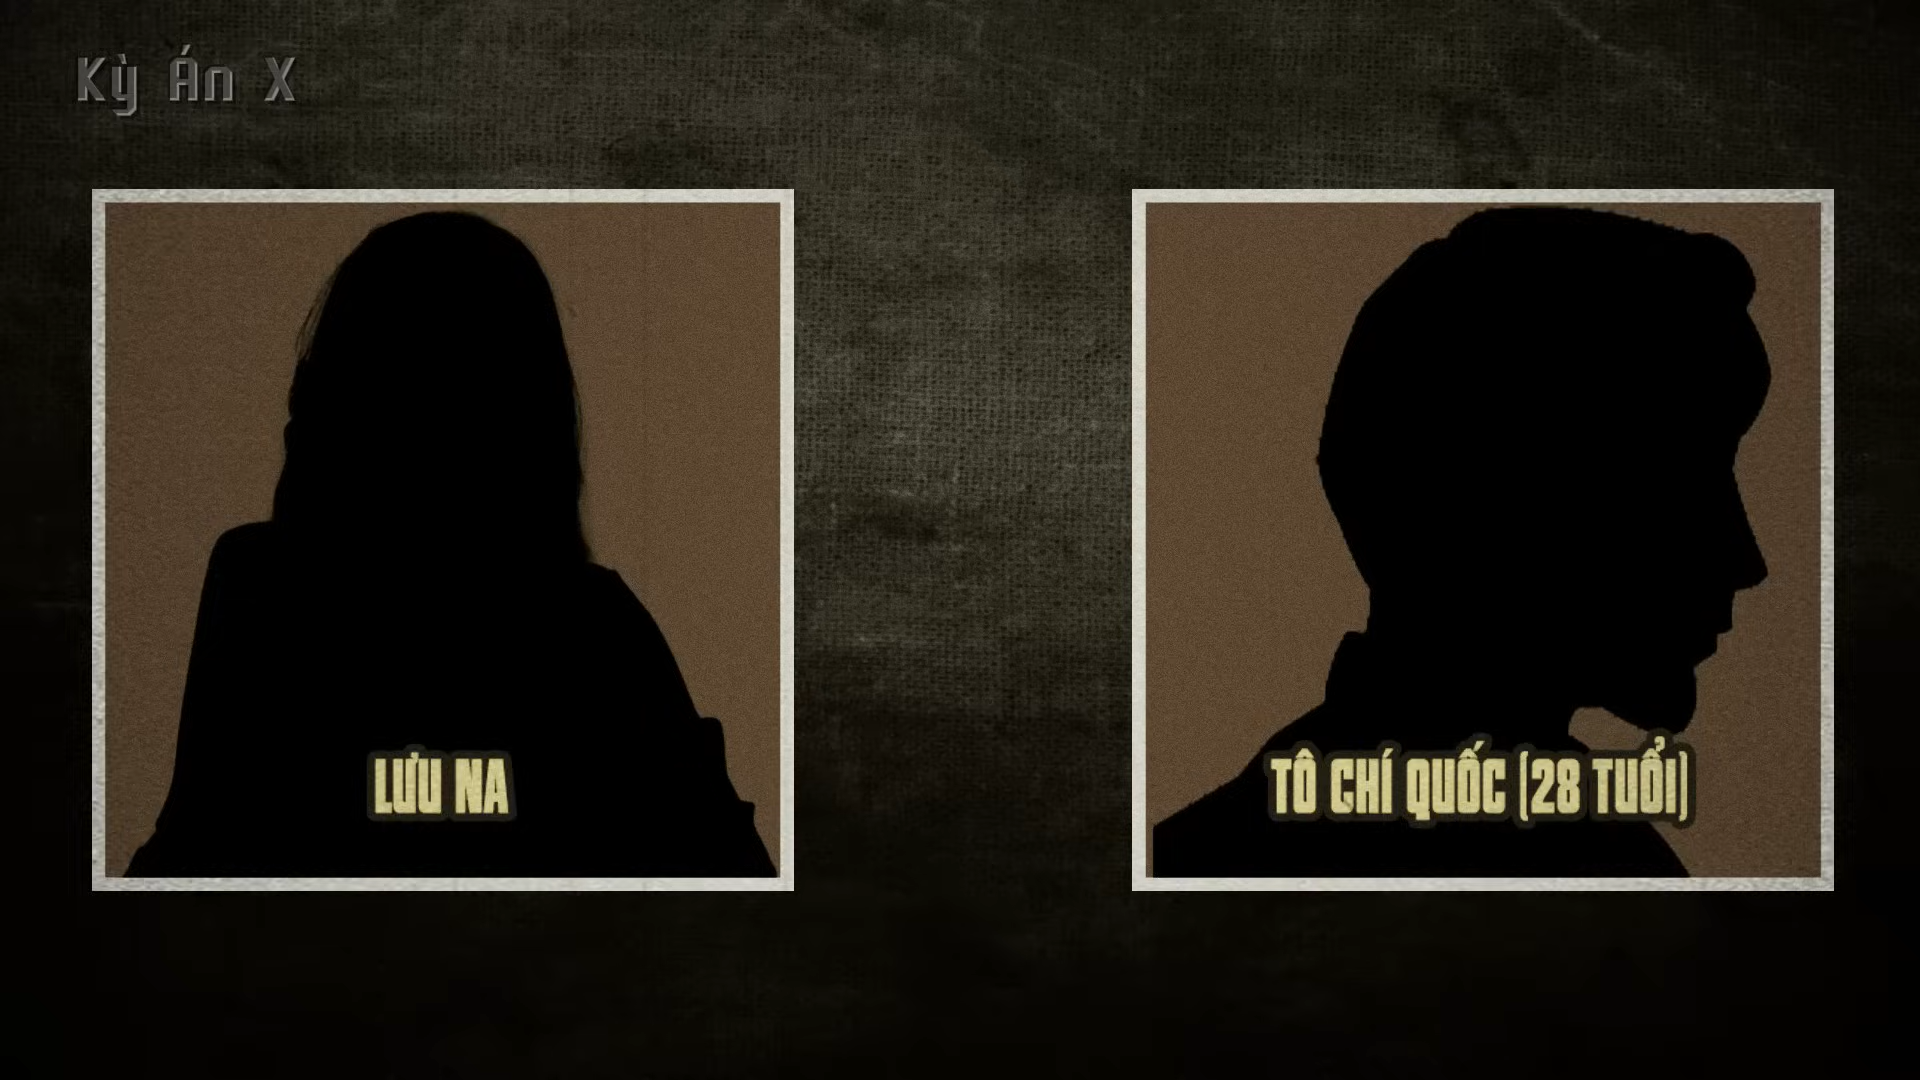 Kỳ Án X
LƯU NA
TÔ CHÍ QUỐC (28 TUỔI)